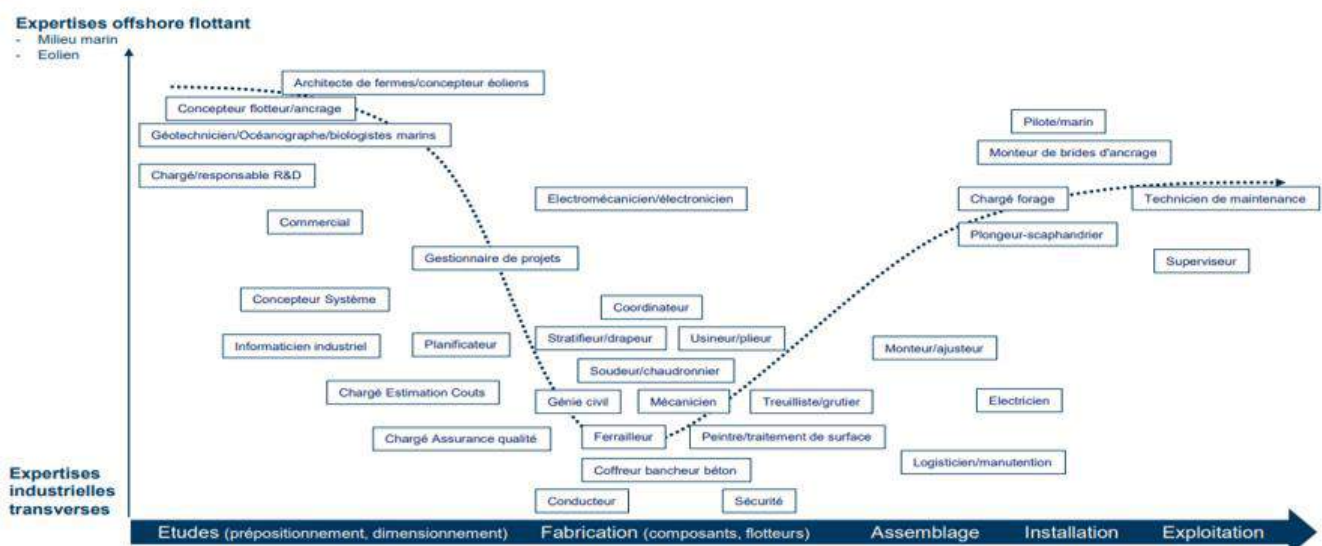 Expertises offshore flottant
- Milieu marin
- Eolien
Architecte de fermes/concepteur éoliens
Concepteur flotteur/ancrage
Géotechnicien/Océanographe/biologistes marins
Chargé/responsable R&D
Commercial
Gestionnaire de projets
Concepteur Système
Informaticien industriel
Planificateur
Chargé Estimation Couts
Chargé Assurance qualité
Electromécanicien/électronicien
Coordinateur
Stratifieur/drapeur
Usineur/plieur
Soudeur/chaudronnier
Génie civil
Mécanicien
Treuilliste/grutier
Ferrailleur
Peintre/traitement de surface
Coffreur bancheur béton
Conducteur
Sécurité
Pilote/marin
Monteur de brides d'ancrage
Chargé forage
Technicien de maintenance
Plongeur-scaphandrier
Superviseur
Monteur/ajusteur
Electricien
Logisticien/manutention
Expertises
industrielles
transverses
Etudes (prépositionnement, dimensionnement)
Fabrication (composants, flotteurs)
Assemblage
Installation
Exploitation